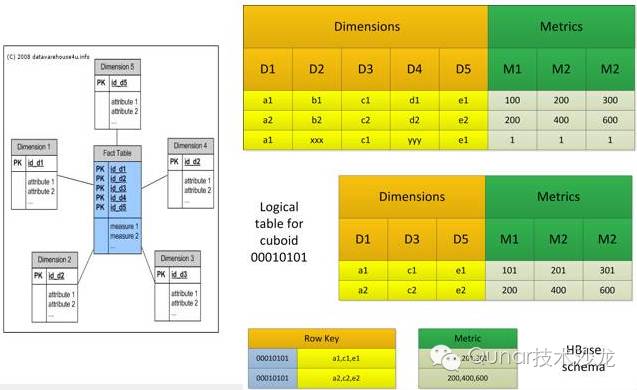 (C) 2008 datawarehouse4u.info
Dimension 5
PK id_d5
attribute 1
attribute 2
...
Dimension 1
PK id_d1
attribute 1
attribute 2
...
Fact Table
PK id_d1
PK id_d2
PK id_d3
PK id_d4
PK id_d5
measure 1
measure 2
...
Dimension 4
PK id_d2
attribute 1
attribute 2
...
Dimension 2
PK id_d2
attribute 1
attribute 2
...
Dimension 3
PK id_d3
attribute 1
attribute 2
...
Dimensions Metrics
D1 D2 D3 D4 D5 M1 M2 M2
a1 b1 c1 d1 e1 100 200 300
a2 b2 c2 d2 e2 200 400 600
a1 xxx c1 yyy e1 1 1 1
Logical
table for
cuboid
00010101
Dimensions Metrics
D1 D3 D5 M1 M2 M2
a1 c1 e1 101 201 301
a2 c2 e2 200 400 600
Row Key
00010101 a1,c1,e1
00010101 a2,c2,e2
Metric
200,400,600
HBase
schema
Qunar技术沙龙